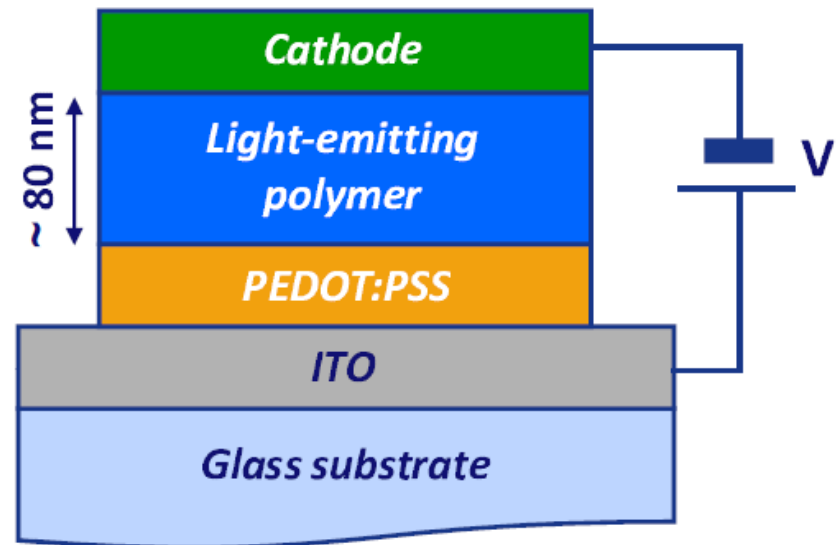 Cathode
Light-emitting
polymer
~ 80 nm
V
PEDOT:PSS
ITO
Glass substrate